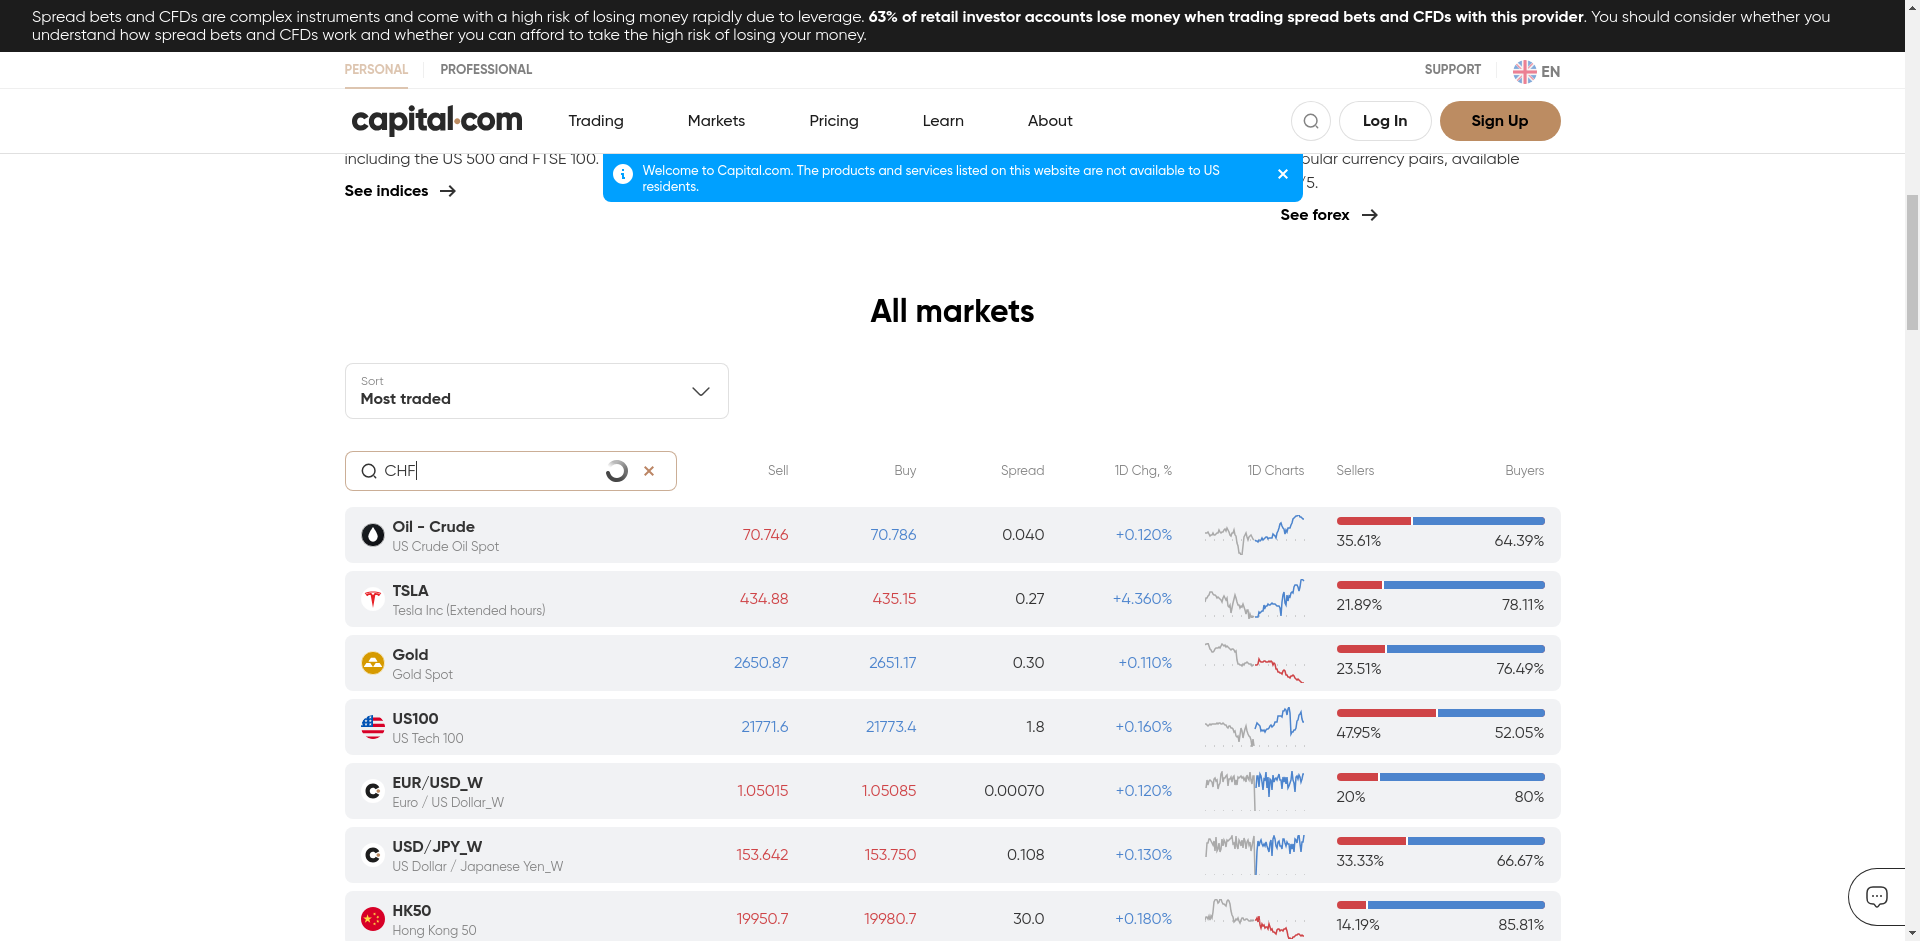 Spread bets and CFDs are complex instruments and come with a high risk of losing money rapidly due to leverage. 63% of retail investor accounts lose money when trading spread bets and CFDs with this provider. You should consider whether you
understand how spread bets and CFDs work and whether you can afford to take the high risk of losing your money.
PERSONAL PROFESSIONAL SUPPORT EN
capital.com Trading Markets Pricing Learn About Log In Sign Up
including the US 500 and FTSE 100.
Welcome to Capital.com. The products and services listed on this website are not available to US
residents.
currency pairs, available
See indices
See forex
All markets
Sort
Most traded
CHF Sell Buy Spread 1D Chg, % 1D Charts Sellers Buyers
Oil - Crude
US Crude Oil Spot
70.746 70.786 0.040 +0.120% 35.61% 64.39%
TSLA
Tesla Inc (Extended hours)
434.88 435.15 0.27 +4.360% 21.89% 78.11%
Gold
Gold Spot
2650.87 2651.17 0.30 +0.110% 23.51% 76.49%
US100
US Tech 100
21771.6 21773.4 1.8 +0.160% 47.95% 52.05%
EUR/USD_W
Euro / US Dollar_W
1.05015 1.05085 0.00070 +0.120% 20% 80%
USD/JPY_W
US Dollar / Japanese Yen_W
153.642 153.750 0.108 +0.130% 33.33% 66.67%
HK50
Hong Kong 50
19950.7 19980.7 30.0 +0.180% 14.19% 85.81%